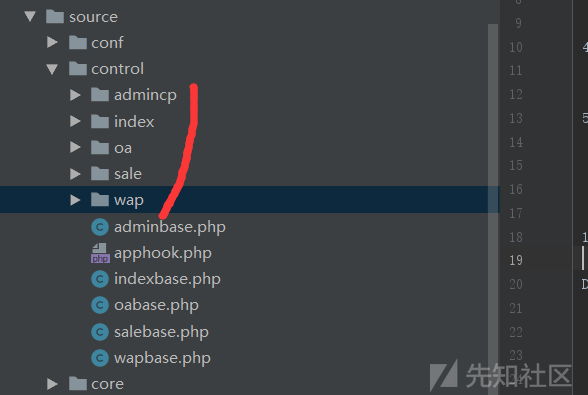 source
conf
control
admincp
index
oa
sale
wap
adminbase.php
apphook.php
php
indexbase.php
oabase.php
salebase.php
wapbase.php
core
9
10
11
12
13
14
15
16
17
18
19
20
21
22
23
4
5
1
D
先知社区